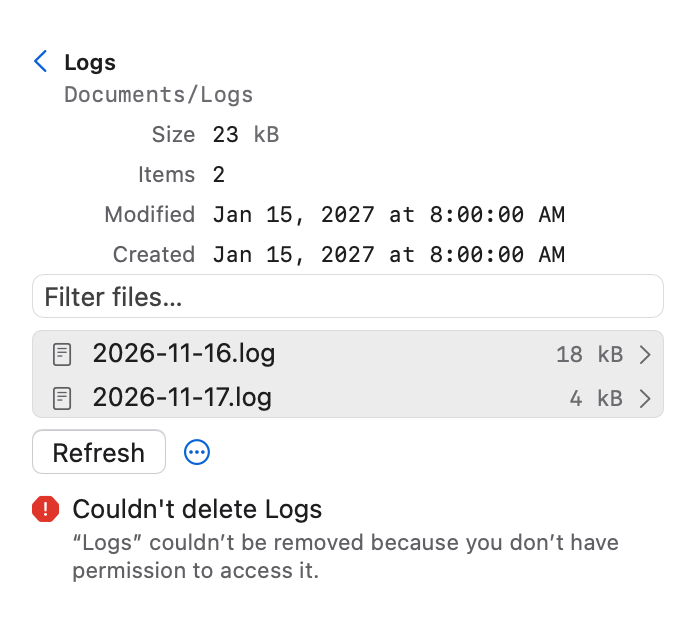 Logs
Documents/Logs
Size 23 kB
Items 2
Modified Jan 15, 2027 at 8:00:00 AM
Created Jan 15, 2027 at 8:00:00 AM
Filter files...
2026-11-16.log 18 kB
2026-11-17.log 4 kB
Refresh
Couldn't delete Logs
“Logs” couldn’t be removed because you don’t have
permission to access it.